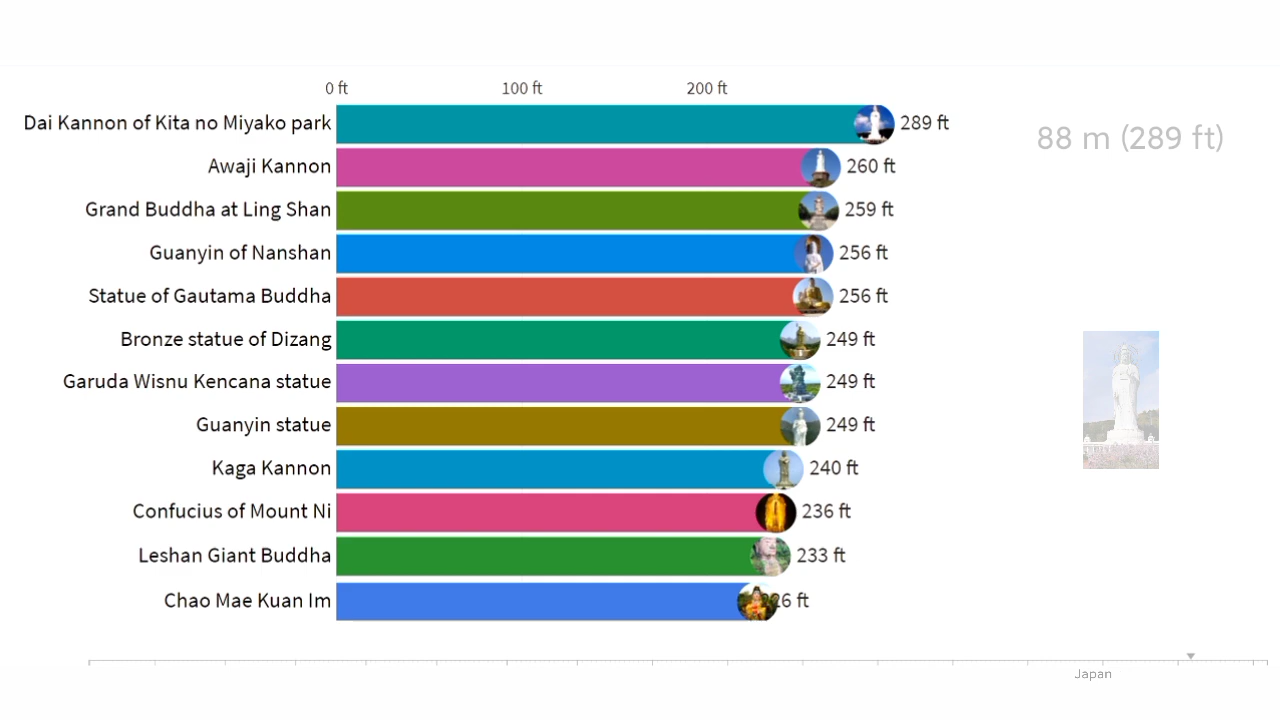 0 ft 100 ft 200 ft
Dai Kannon of Kita no Miyako park 289 ft
88 m (289 ft)
Awaji Kannon 260 ft
Grand Buddha at Ling Shan 259 ft
Guanyin of Nanshan 256 ft
Statue of Gautama Buddha 256 ft
Bronze statue of Dizang 249 ft
Garuda Wisnu Kencana statue 249 ft
Guanyin statue 249 ft
Kaga Kannon 240 ft
Confucius of Mount Ni 236 ft
Leshan Giant Buddha 233 ft
Chao Mae Kuan Im ft
Japan